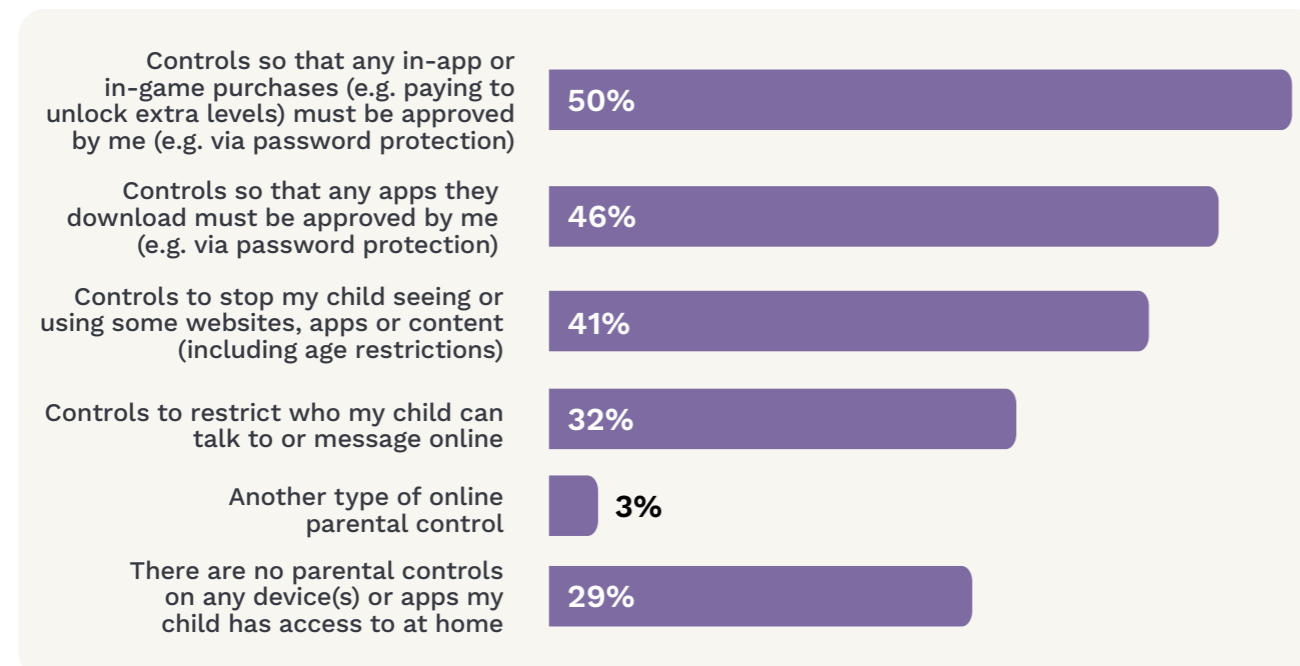 Controls so that any in-app or
in-game purchases (e.g. paying to
unlock extra levels) must be approved
by me (e.g. via password protection)
50%
Controls so that any apps they
download must be approved by me
(e.g. via password protection)
46%
Controls to stop my child seeing or
using some websites, apps or content
(including age restrictions)
41%
Controls to restrict who my child can
talk to or message online
32%
Another type of online
parental control
3%
There are no parental controls
on any device(s) or apps my
child has access to at home
29%